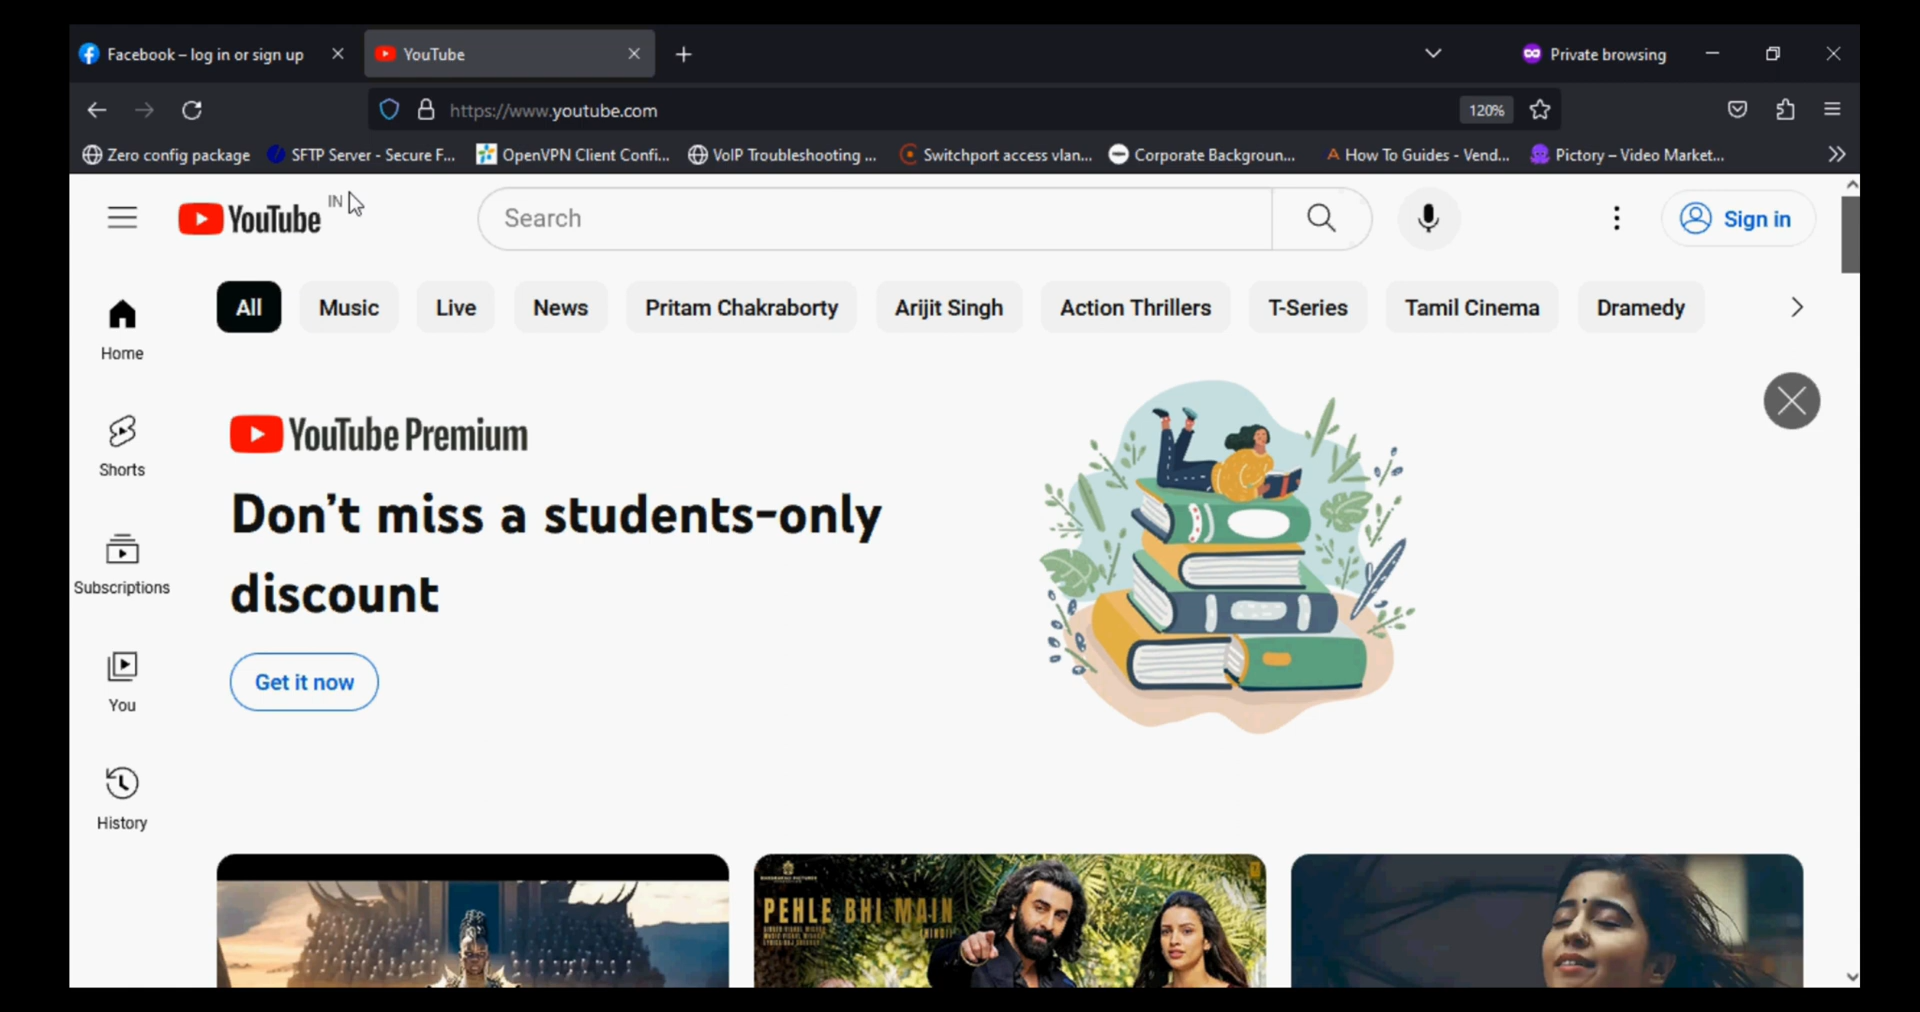 Facebook – log in or sign up
YouTube
Private browsing
https://www.youtube.com
120%
Zero config package
SFTP Server - Secure F...
OpenVPN Client Confi...
VoIP Troubleshooting ...
Switchport access vlan...
Corporate Backgroun...
How To Guides - Vend...
Pictory – Video Market...
YouTube IN
Search
Sign in
All
Music
Live
News
Pritam Chakraborty
Arijit Singh
Action Thrillers
T-Series
Tamil Cinema
Dramedy
Home
Shorts
Subscriptions
You
History
YouTube Premium
Don't miss a students-only
discount
Get it now
PEHLE BHI MAIN
(HINDI)